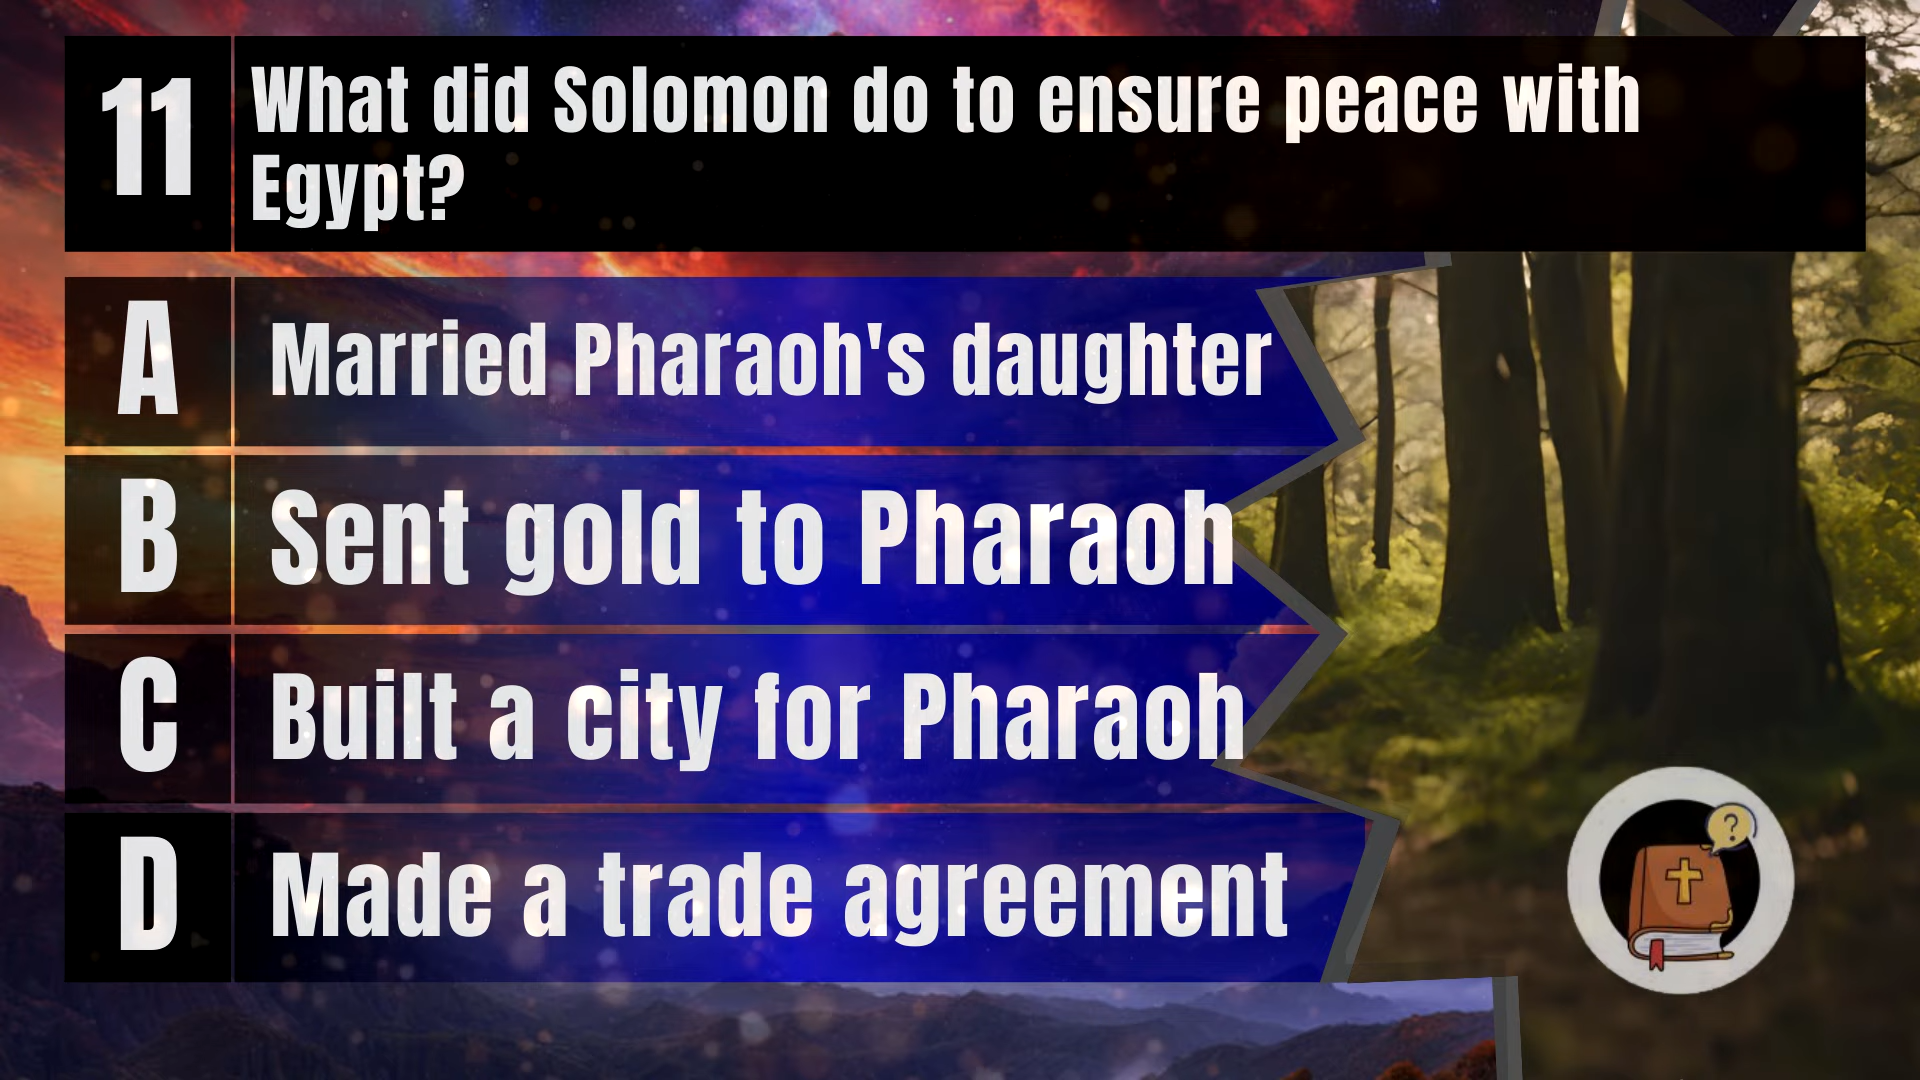 11
What did Solomon do to ensure peace with
Egypt?
A
Married Pharaoh's daughter
B
Sent gold to Pharaoh
C
Built a city for Pharaoh
D
Made a trade agreement
?